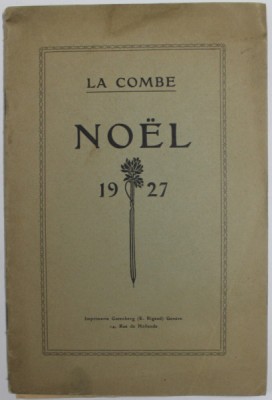 LA COMBE
NOËL
19 27
Imprimerie Gutenberg (E. Rigaud) Genève
14, Rue de Hollande